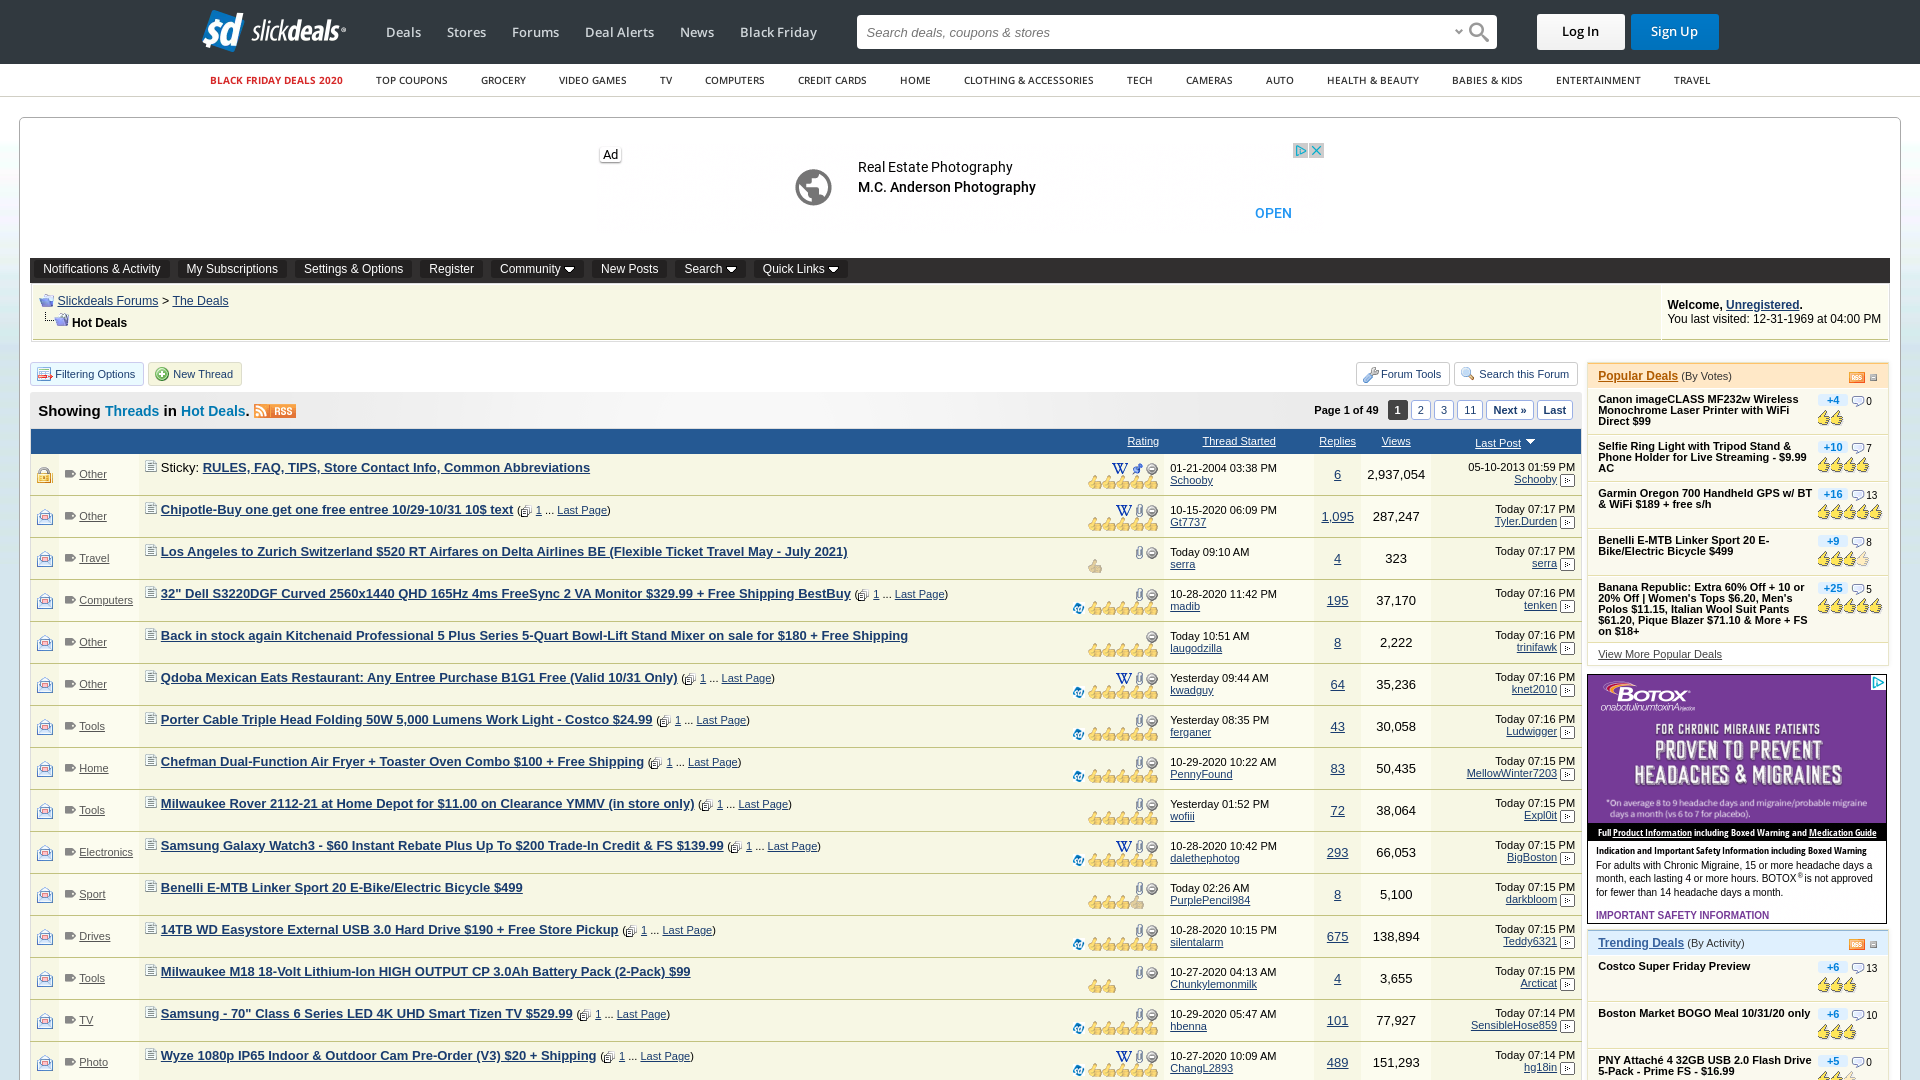 slickdeals
Deals Stores Forums Deal Alerts News Black Friday
Search deals, coupons & stores
Log In Sign Up
BLACK FRIDAY DEALS 2020 TOP COUPONS GROCERY VIDEO GAMES TV COMPUTERS CREDIT CARDS HOME CLOTHING & ACCESSORIES TECH CAMERAS AUTO HEALTH & BEAUTY BABIES & KIDS ENTERTAINMENT TRAVEL
Ad
Real Estate Photography
M.C. Anderson Photography
OPEN
Notifications & Activity My Subscriptions Settings & Options Register Community New Posts Search Quick Links
Slickdeals Forums > The Deals
Hot Deals
Welcome, Unregistered.
You last visited: 12-31-1969 at 04:00 PM
Filtering Options New Thread Forum Tools Search this Forum
Showing Threads in Hot Deals. RSS Page 1 of 49 1 2 3 11 Next » Last
Rating Thread Started Replies Views Last Post
Other Sticky: RULES, FAQ, TIPS, Store Contact Info, Common Abbreviations 01-21-2004 03:38 PM Schooby 6 2,937,054 05-10-2013 01:59 PM Schooby
Other Chipotle-Buy one get one free entree 10/29-10/31 10$ text ( 1 ... Last Page) 10-15-2020 06:09 PM Gt7737 1,095 287,247 Today 07:17 PM Tyler.Durden
Travel Los Angeles to Zurich Switzerland $520 RT Airfares on Delta Airlines BE (Flexible Ticket Travel May - July 2021) Today 09:10 AM serra 4 323 Today 07:17 PM serra
Computers 32" Dell S3220DGF Curved 2560x1440 QHD 165Hz 4ms FreeSync 2 VA Monitor $329.99 + Free Shipping BestBuy ( 1 ... Last Page) 10-28-2020 11:42 PM madib 195 37,170 Today 07:16 PM tenken
Other Back in stock again Kitchenaid Professional 5 Plus Series 5-Quart Bowl-Lift Stand Mixer on sale for $180 + Free Shipping Today 10:51 AM laugodzilla 8 2,222 Today 07:16 PM trinifawk
Other Qdoba Mexican Eats Restaurant: Any Entree Purchase B1G1 Free (Valid 10/31 Only) ( 1 ... Last Page) Yesterday 09:44 AM kwadguy 64 35,236 Today 07:16 PM knet2010
Tools Porter Cable Triple Head Folding 50W 5,000 Lumens Work Light - Costco $24.99 ( 1 ... Last Page) Yesterday 08:35 PM ferganer 43 30,058 Today 07:16 PM Ludwigger
Home Chefman Dual-Function Air Fryer + Toaster Oven Combo $100 + Free Shipping ( 1 ... Last Page) 10-29-2020 10:22 AM PennyFound 83 50,435 Today 07:15 PM MellowWinter7203
Tools Milwaukee Rover 2112-21 at Home Depot for $11.00 on Clearance YMMV (in store only) ( 1 ... Last Page) Yesterday 01:52 PM wofiii 72 38,064 Today 07:15 PM Expl0it
Electronics Samsung Galaxy Watch3 - $60 Instant Rebate Plus Up To $200 Trade-In Credit & FS $139.99 ( 1 ... Last Page) 10-28-2020 10:42 PM dalethephotog 293 66,053 Today 07:15 PM BigBoston
Sport Benelli E-MTB Linker Sport 20 E-Bike/Electric Bicycle $499 Today 02:26 AM PurplePencil984 8 5,100 Today 07:15 PM darkbloom
Drives 14TB WD Easystore External USB 3.0 Hard Drive $190 + Free Store Pickup ( 1 ... Last Page) 10-28-2020 10:15 PM silentalarm 675 138,894 Today 07:15 PM Teddy6321
Tools Milwaukee M18 18-Volt Lithium-Ion HIGH OUTPUT CP 3.0Ah Battery Pack (2-Pack) $99 10-27-2020 04:13 AM Chunkylemonmilk 4 3,655 Today 07:15 PM Arcticat
TV Samsung - 70" Class 6 Series LED 4K UHD Smart Tizen TV $529.99 ( 1 ... Last Page) 10-29-2020 05:47 AM hbenna 101 77,927 Today 07:14 PM SensibleHose859
Photo Wyze 1080p IP65 Indoor & Outdoor Cam Pre-Order (V3) $20 + Shipping ( 1 ... Last Page) 10-27-2020 10:09 AM ChangL2893 489 151,293 Today 07:14 PM hg18in
Popular Deals (By Votes)
Canon imageCLASS MF232w Wireless +4 0
Monochrome Laser Printer with WiFi
Direct $99
Selfie Ring Light with Tripod Stand & +10 7
Phone Holder for Live Streaming - $9.99
AC
Garmin Oregon 700 Handheld GPS w/ BT +16 13
& WiFi $189 + free s/h
Benelli E-MTB Linker Sport 20 E- +9 8
Bike/Electric Bicycle $499
Banana Republic: Extra 60% Off + 10 or +25 5
20% Off | Women's Tops $6.20, Men's
Polos $11.15, Italian Wool Suit Pants
$61.20, Pique Blazer $71.10 & More + FS
on $18+
View More Popular Deals
BOTOX
onabotulinumtoxinA injection
FOR CHRONIC MIGRAINE PATIENTS
PROVEN TO PREVENT
HEADACHES & MIGRAINES
*On average 8 to 9 headache days and migraine/probable migraine
days a month (vs 6 to 7 for placebo).
Full Product Information including Boxed Warning and Medication Guide
Indication and Important Safety Information including Boxed Warning
For adults with Chronic Migraine, 15 or more headache days a
month, each lasting 4 or more hours. BOTOX® is not approved
for fewer than 14 headache days a month.
IMPORTANT SAFETY INFORMATION
Trending Deals (By Activity)
Costco Super Friday Preview +6 13
Boston Market BOGO Meal 10/31/20 only +6 10
PNY Attaché 4 32GB USB 2.0 Flash Drive +5 0
5-Pack - Prime FS - $16.99